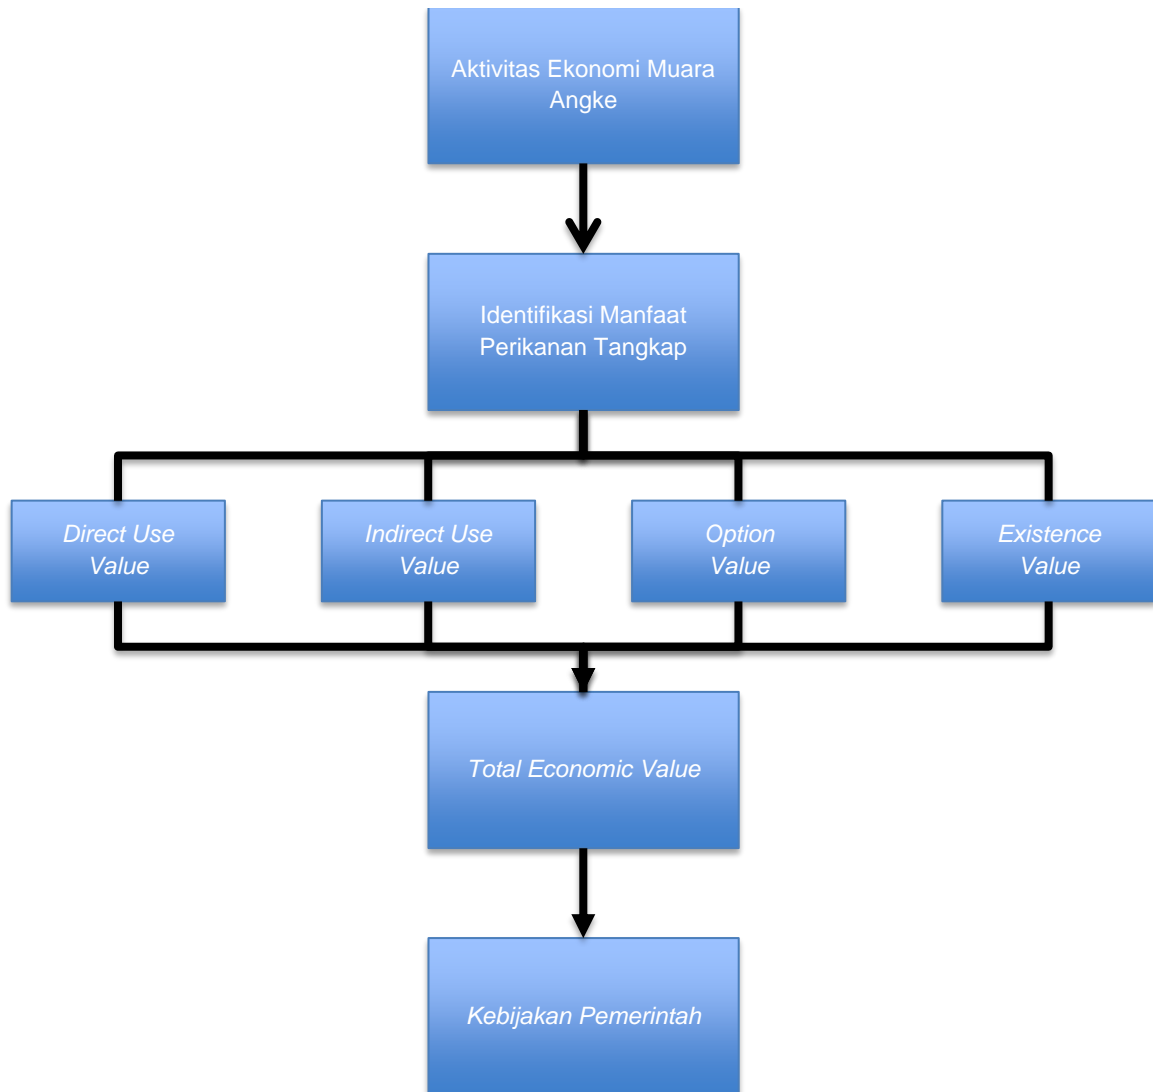 Aktivitas Ekonomi Muara
Angke
Identifikasi Manfaat
Perikanan Tangkap
Direct Use
Value
Indirect Use
Value
Option
Value
Existence
Value
Total Economic Value
Kebijakan Pemerintah